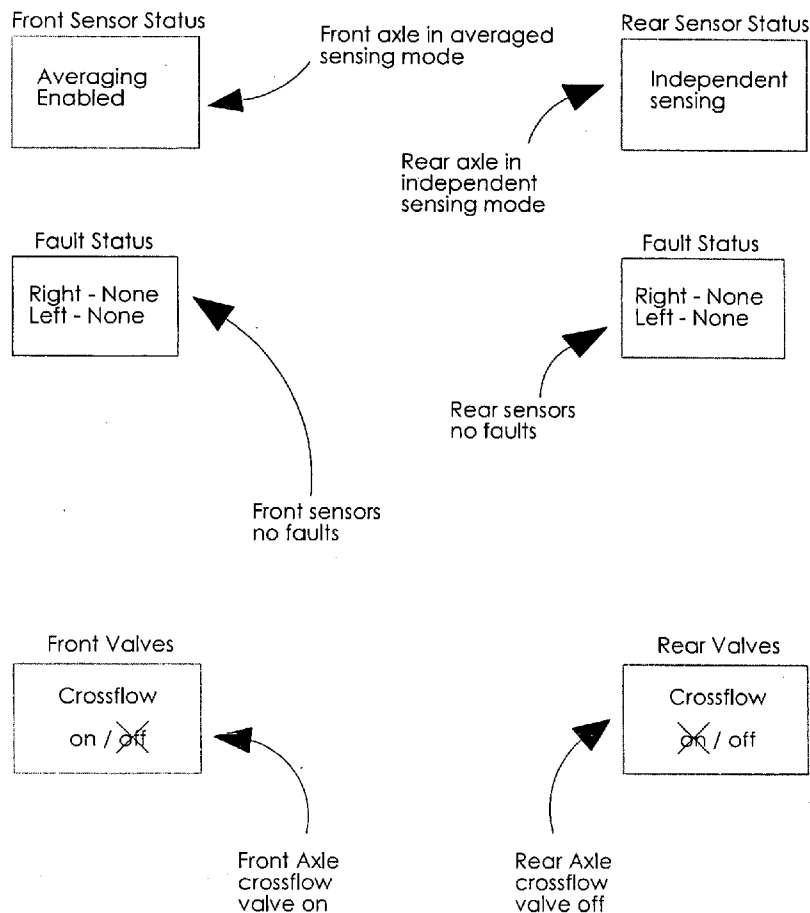 Front Sensor Status
Averaging
Enabled
Front axle in averaged
sensing mode
Rear Sensor Status
Independent
sensing
Rear axle in
independent
sensing mode
Fault Status
Right - None
Left - None
Fault Status
Right - None
Left - None
Rear sensors
no faults
Front sensors
no faults
Front Valves
Crossflow
on / off
Rear Valves
Crossflow
on / off
Front Axle
crossflow
valve on
Rear Axle
crossflow
valve off